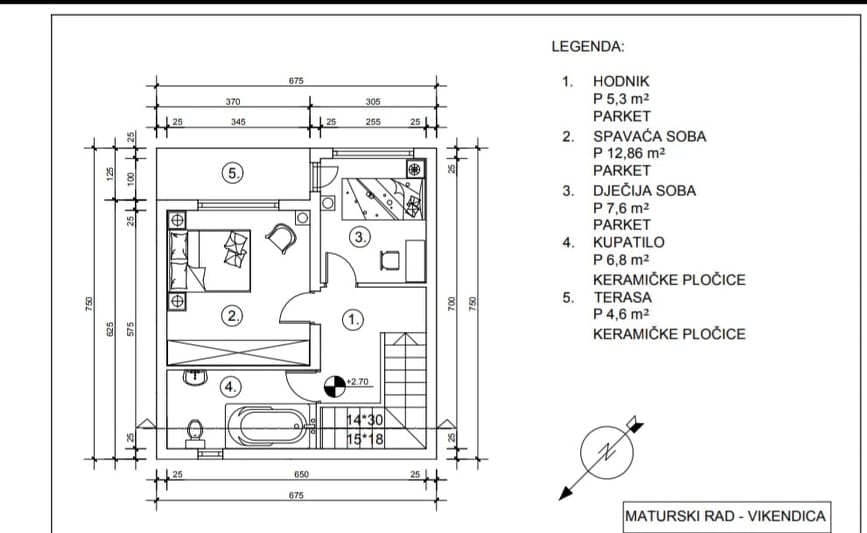 LEGENDA:
1. HODNIK
P 5,3 m²
PARKET
2. SPAVAĆA SOBA
P 12,86 m²
PARKET
3. DJEČIJA SOBA
P 7,6 m²
PARKET
4. KUPATILO
P 6,8 m²
KERAMIČKE PLOČICE
5. TERASA
P 4,6 m²
KERAMIČKE PLOČICE
675
370 305
25 345 25 255 25
25
125 100
25
750 625 575
25
25
700 750
25
5.
3.
2.
1.
4.
+2.70
14*30
15*18
25 650 25
675
N
MATURSKI RAD - VIKENDICA